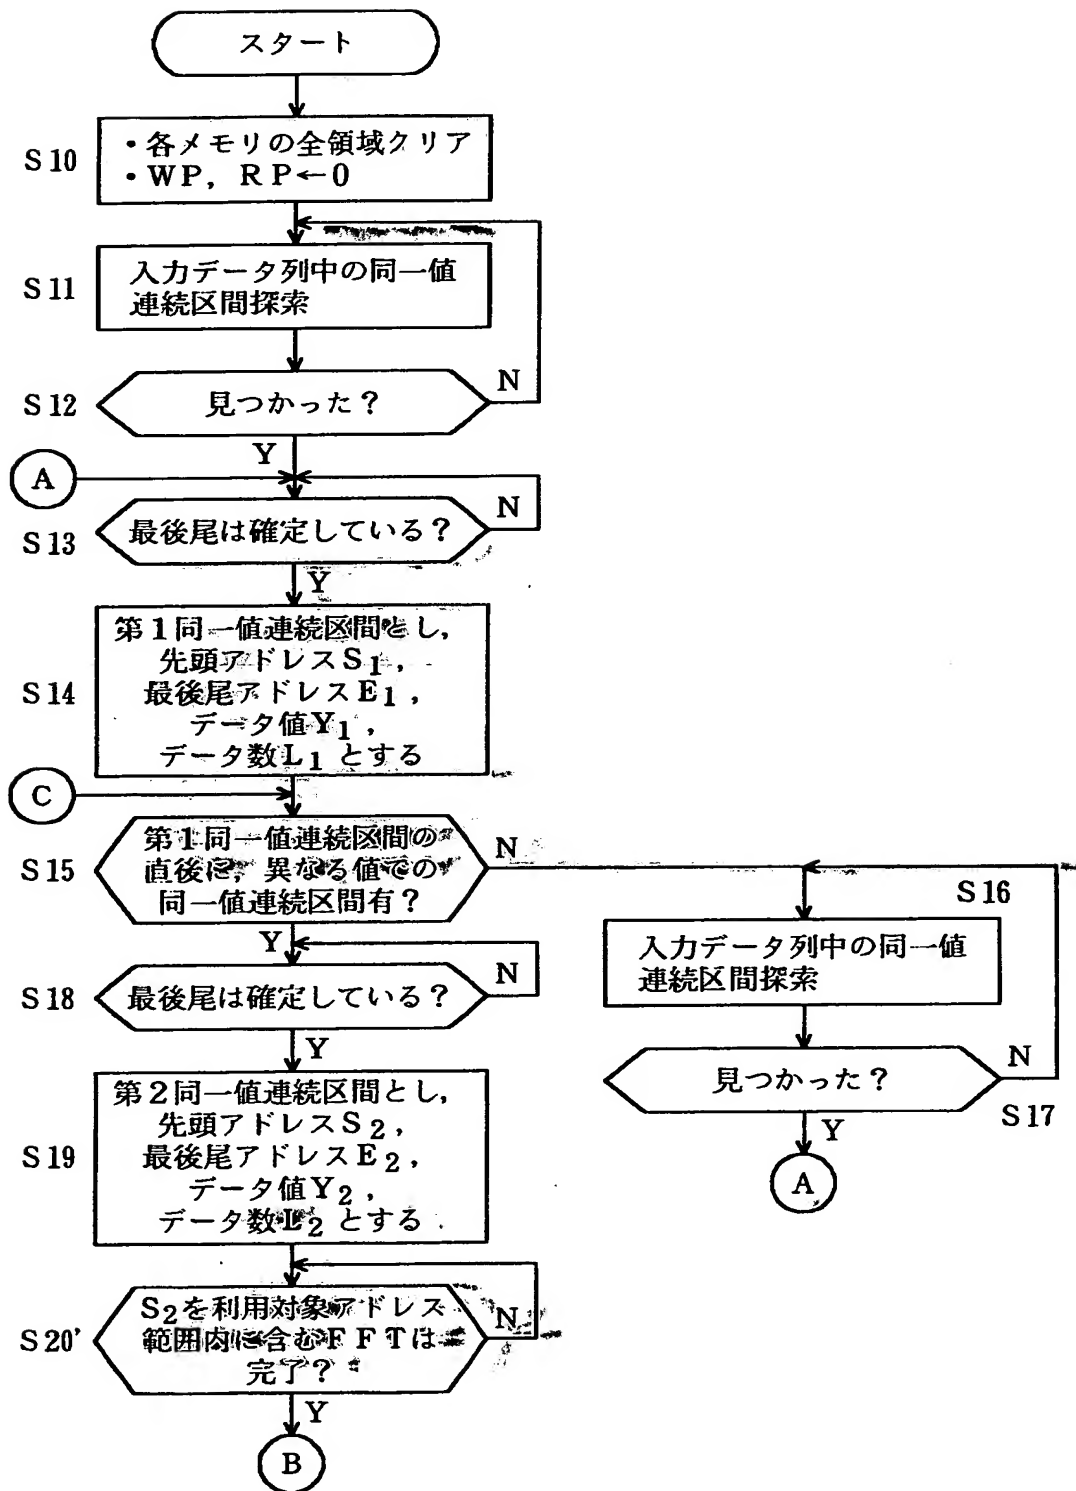 スタート
S10
・各メモリの全領域クリア
・WP, RP←0
S11
入力データ列中の同一値
連続区間探索
S12
見つかった?
N
Y
A
S13
最後尾は確定している?
N
Y
S14
第1同一値連続区間とし,
先頭アドレスS1,
最後尾アドレスE1,
データ値Y1,
データ数L1とする
C
S15
第1同一値連続区間の
直後に, 異なる値での
同一値連続区間有?
N
Y
S16
入力データ列中の同一値
連続区間探索
S17
見つかった?
N
Y
A
S18
最後尾は確定している?
N
Y
S19
第2同一値連続区間とし,
先頭アドレスS2,
最後尾アドレスE2,
データ値Y2,
データ数L2とする
S20'
S2を利用対象アドレス
範囲内に含むFFTは
完了?
N
Y
B